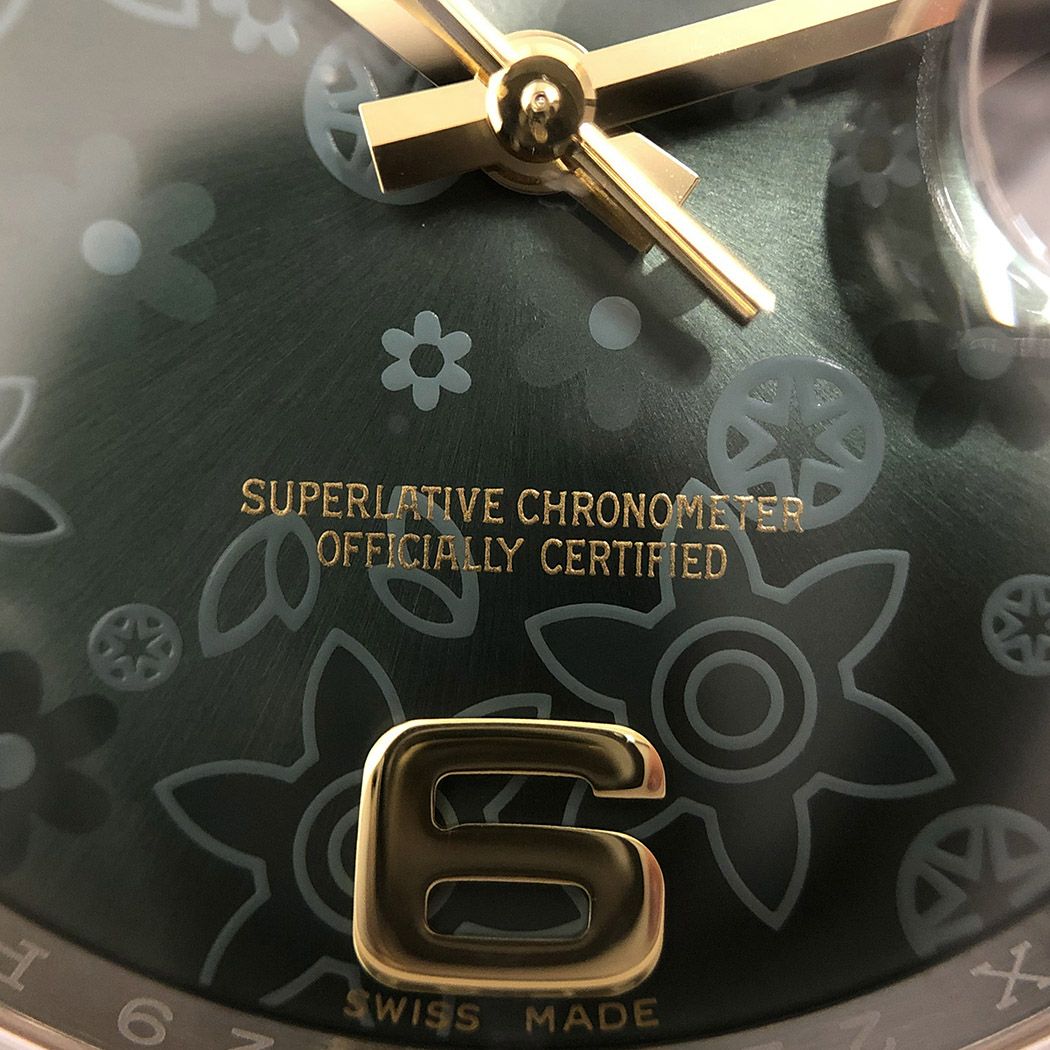 SUPERLATIVE CHRONOMETER
OFFICIALLY CERTIFIED
6
SWISS MADE